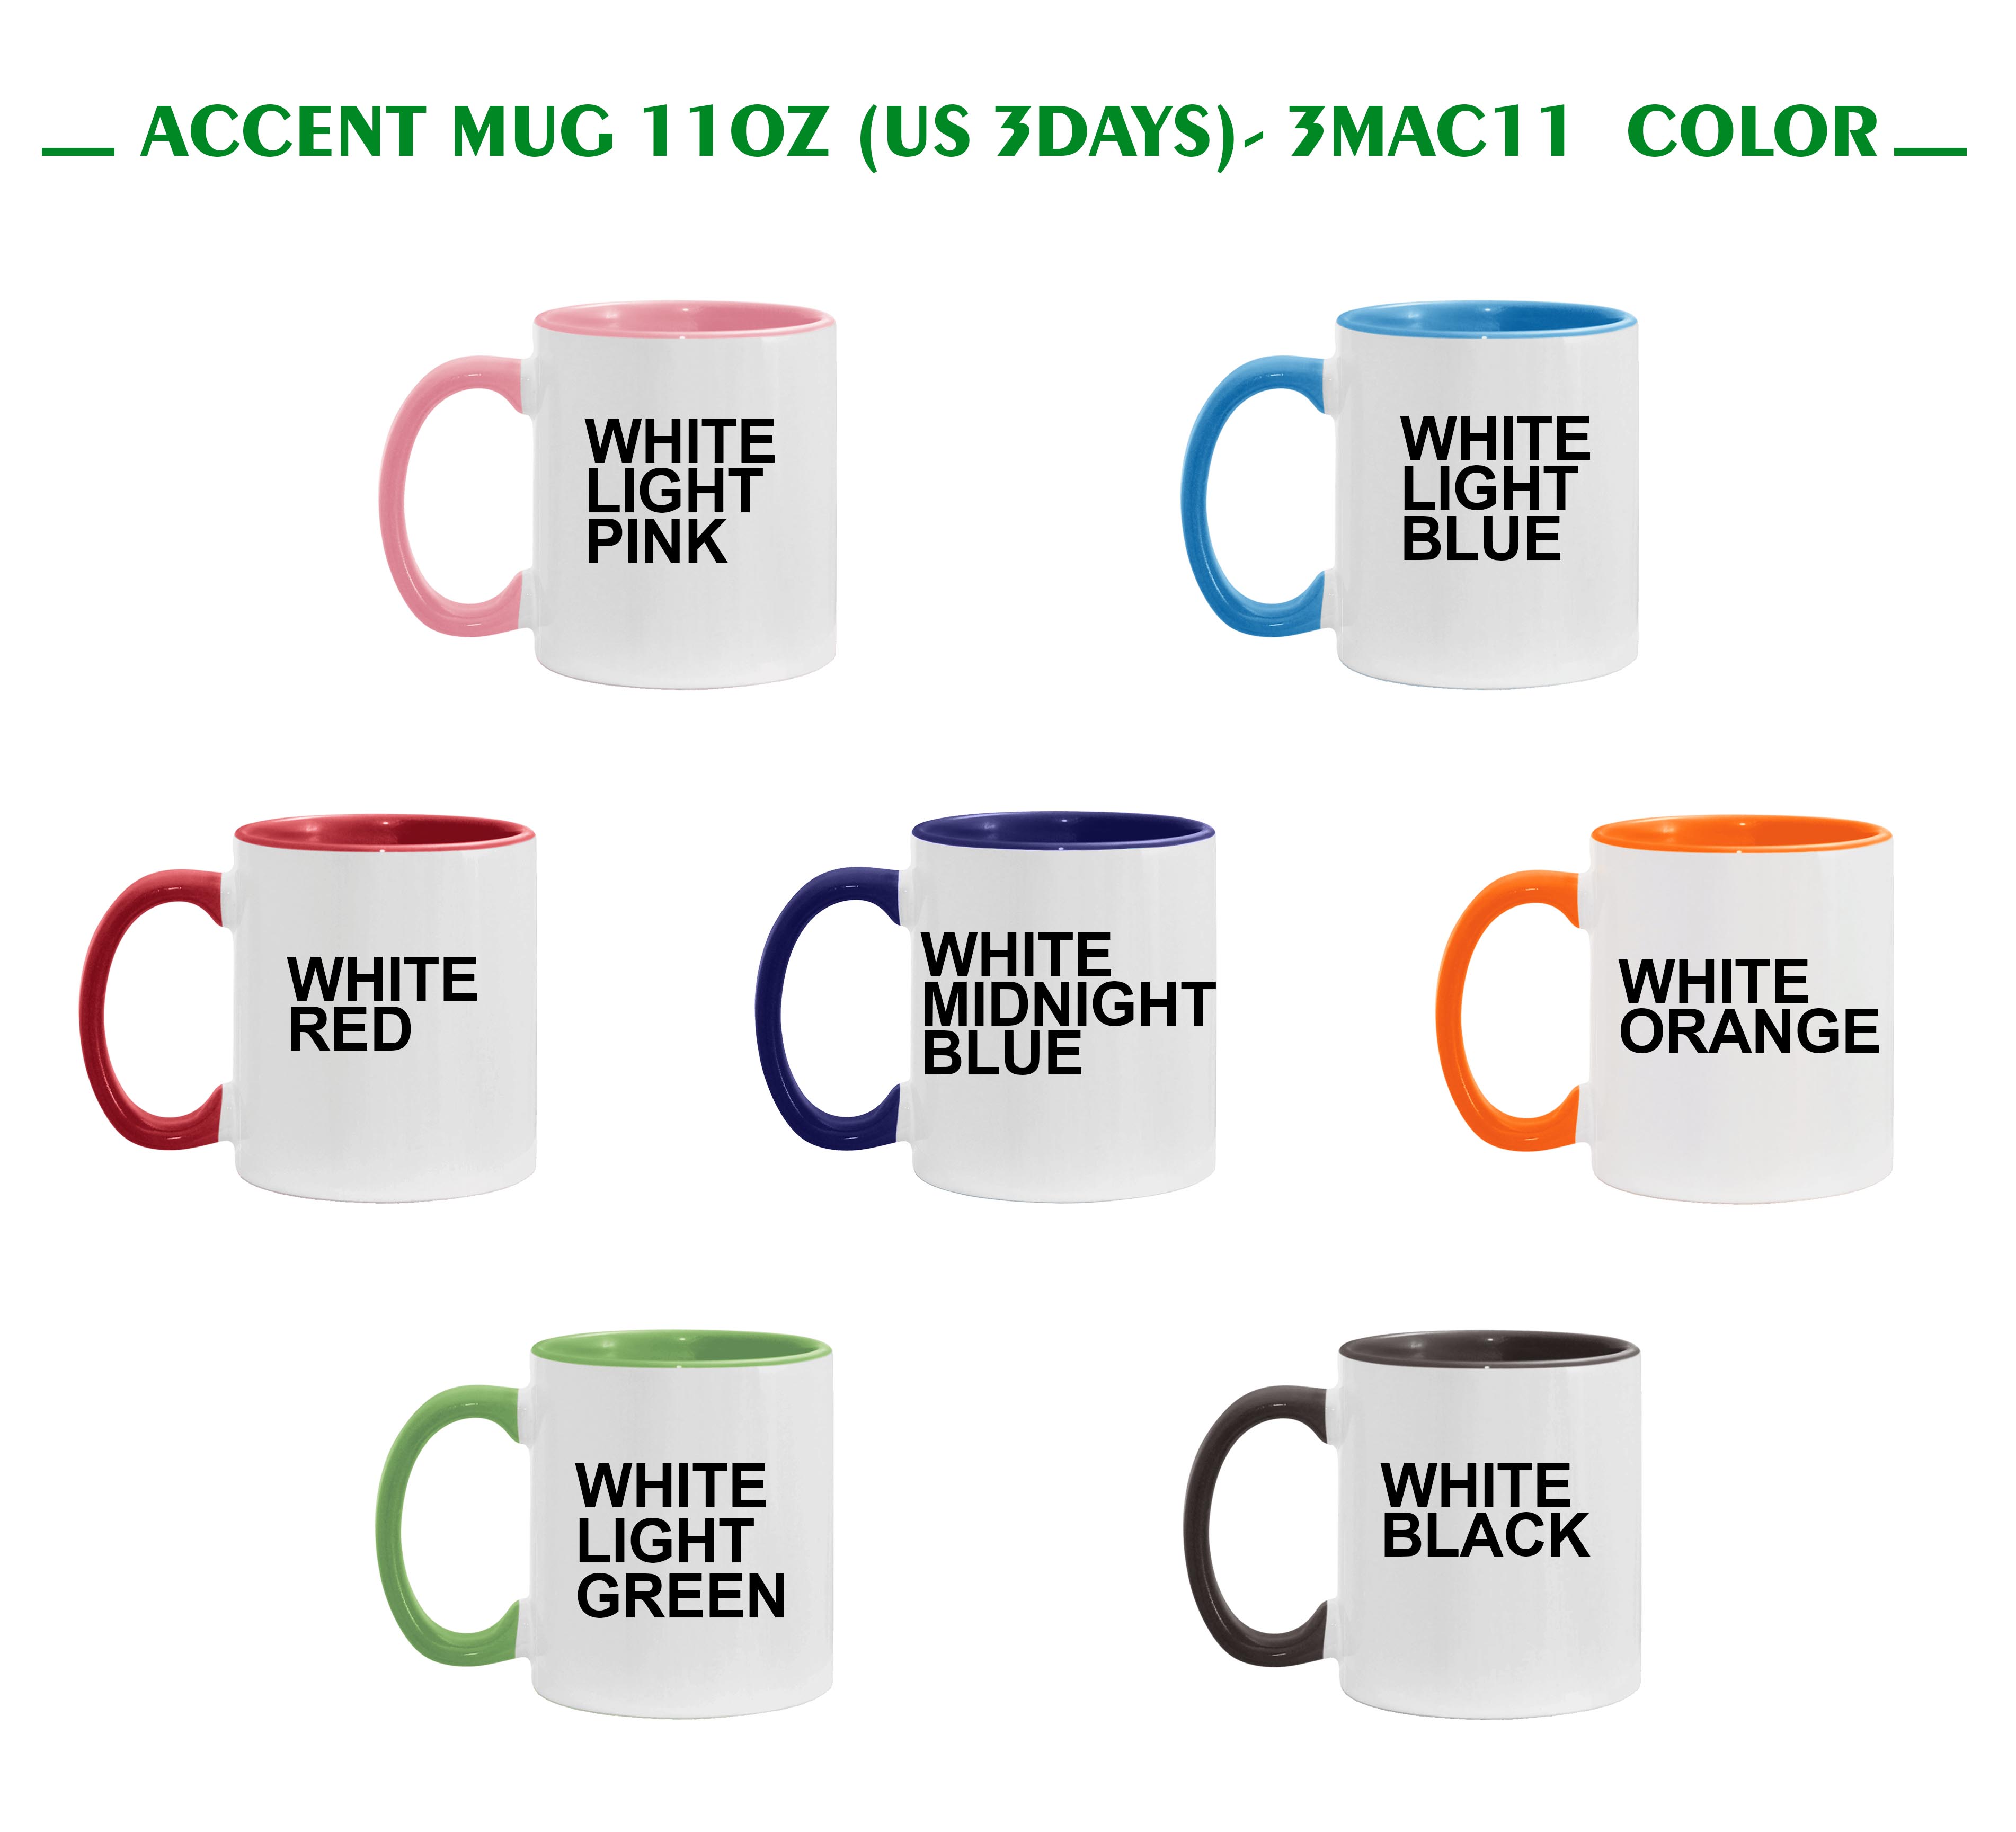 ACCENT MUG 11OZ (US 3DAYS)- 3MAC11 COLOR
WHITE
LIGHT
PINK
WHITE
LIGHT
BLUE
WHITE
RED
WHITE
MIDNIGHT
BLUE
WHITE
ORANGE
WHITE
LIGHT
GREEN
WHITE
BLACK